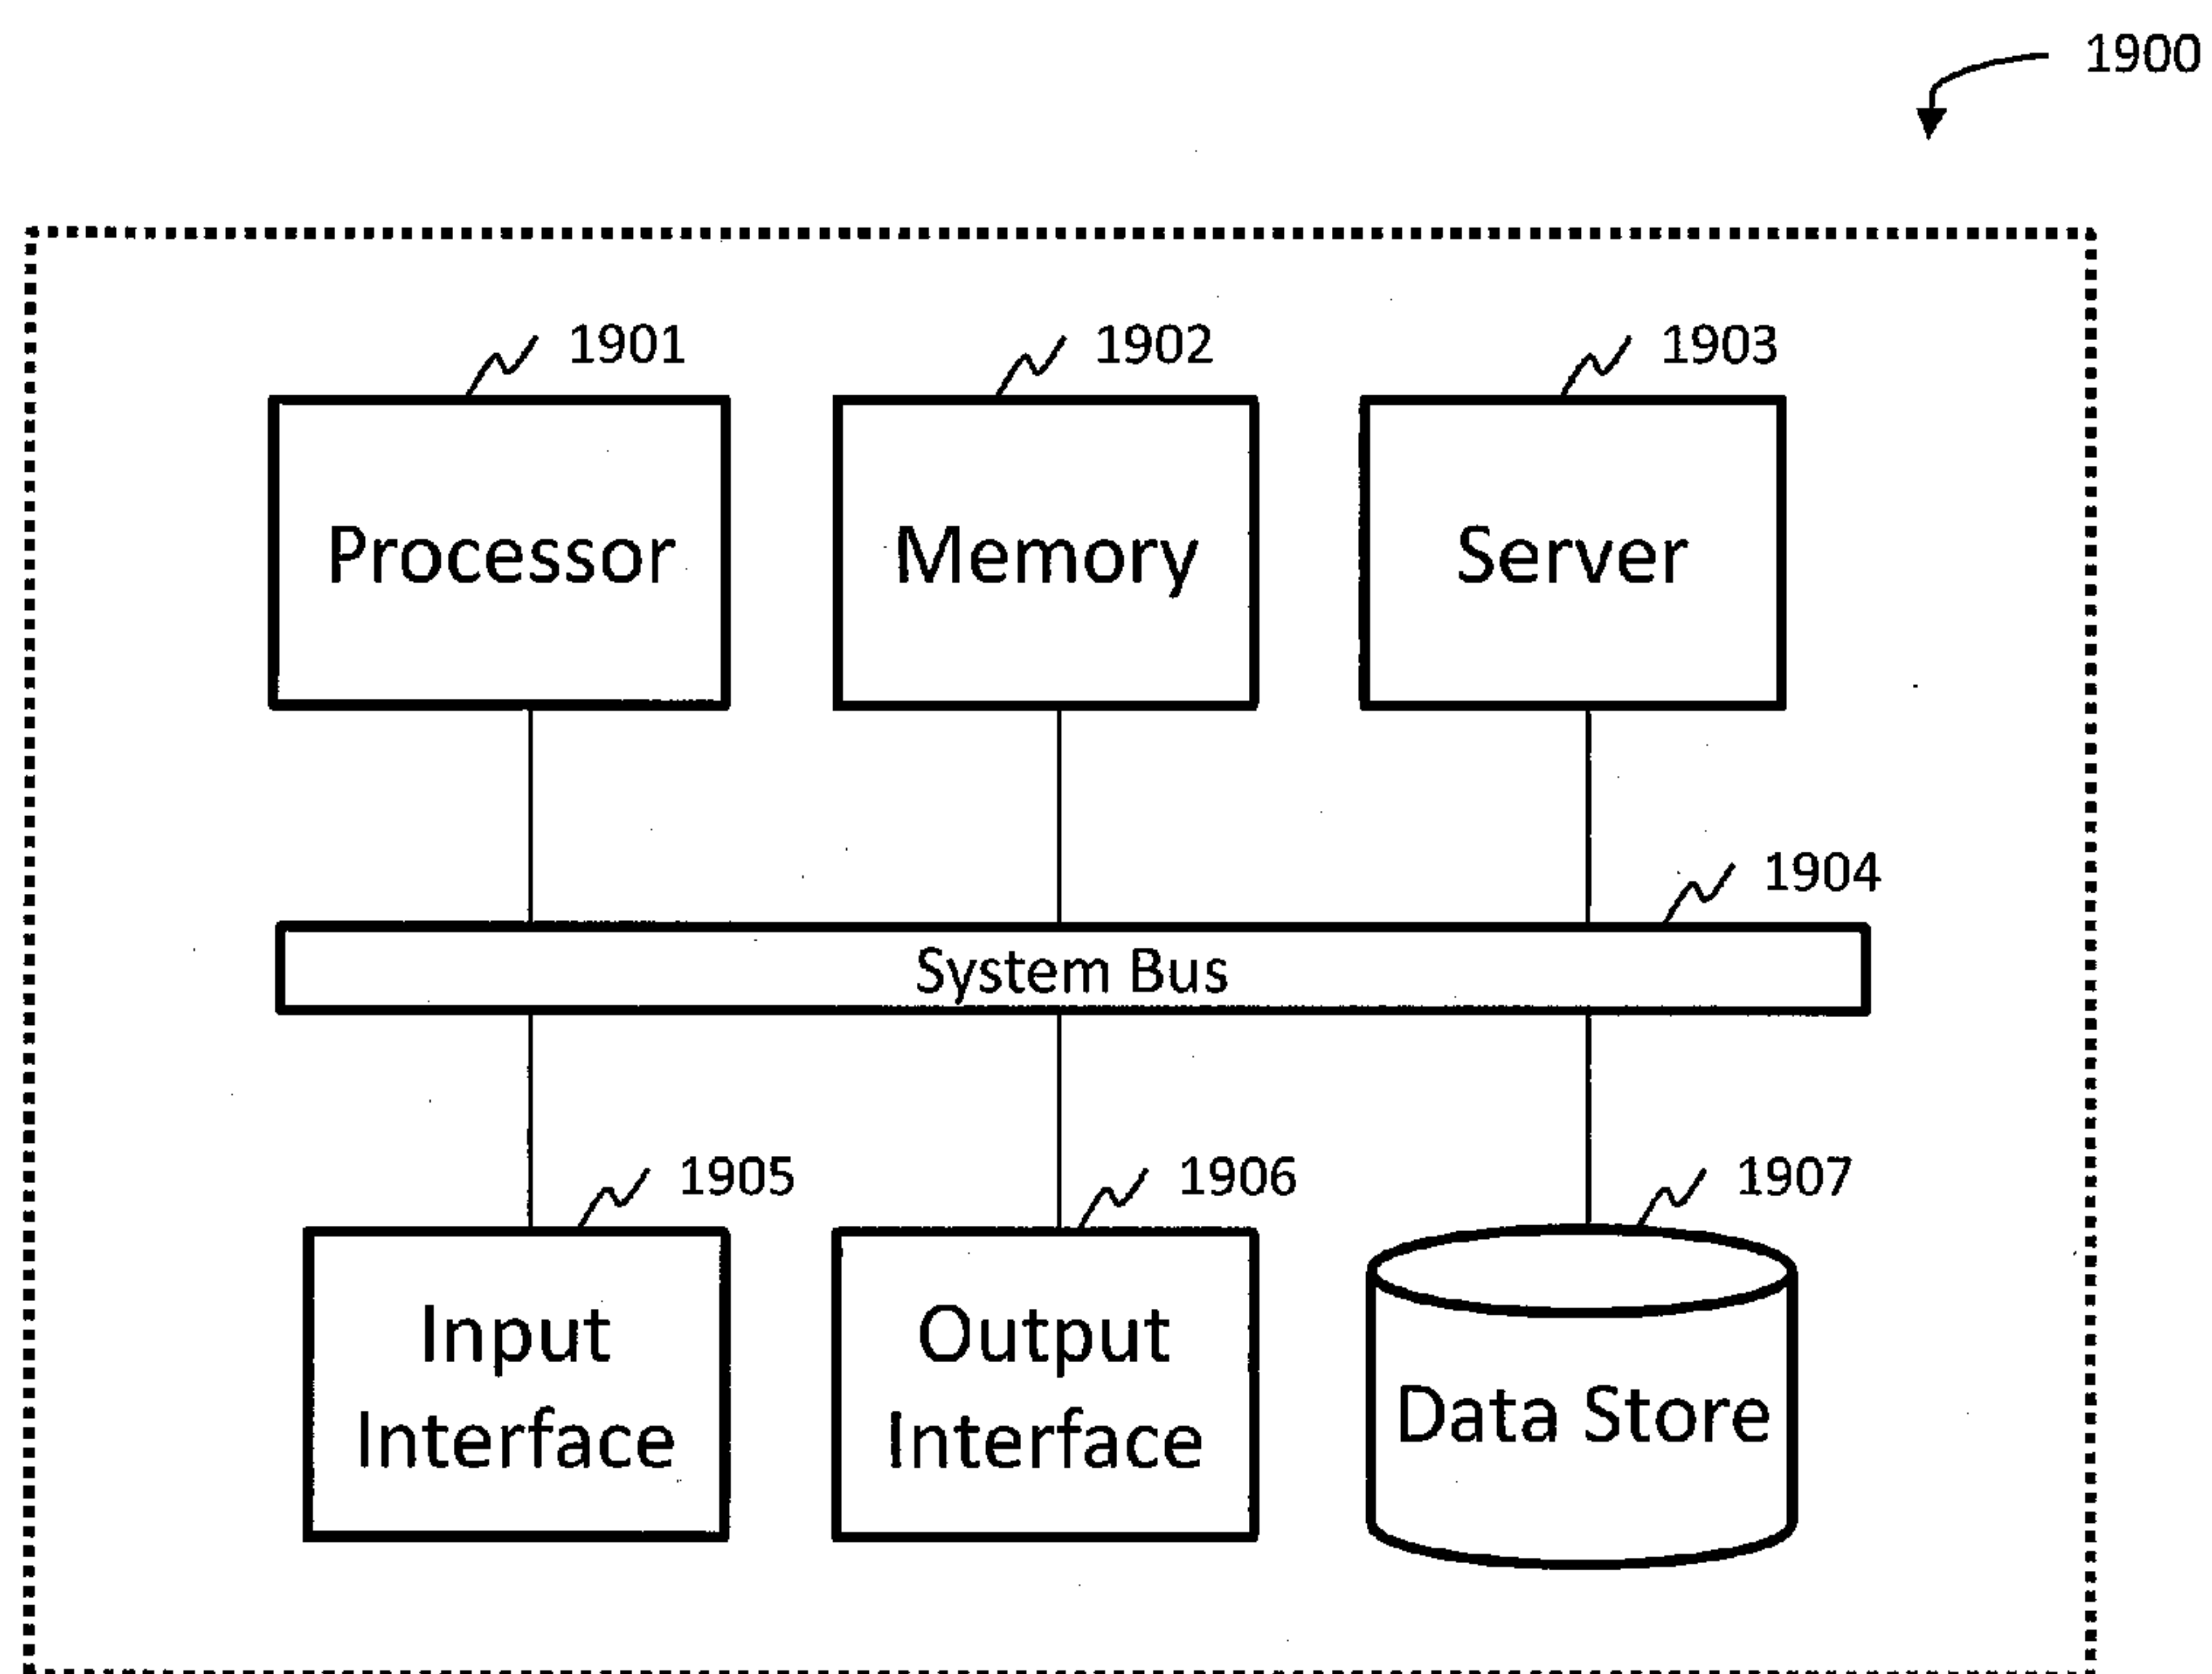 1900
1901
1902
1903
Processor
Memory
Server
1904
System Bus
1905
1906
1907
Input
Interface
Output
Interface
Data Store